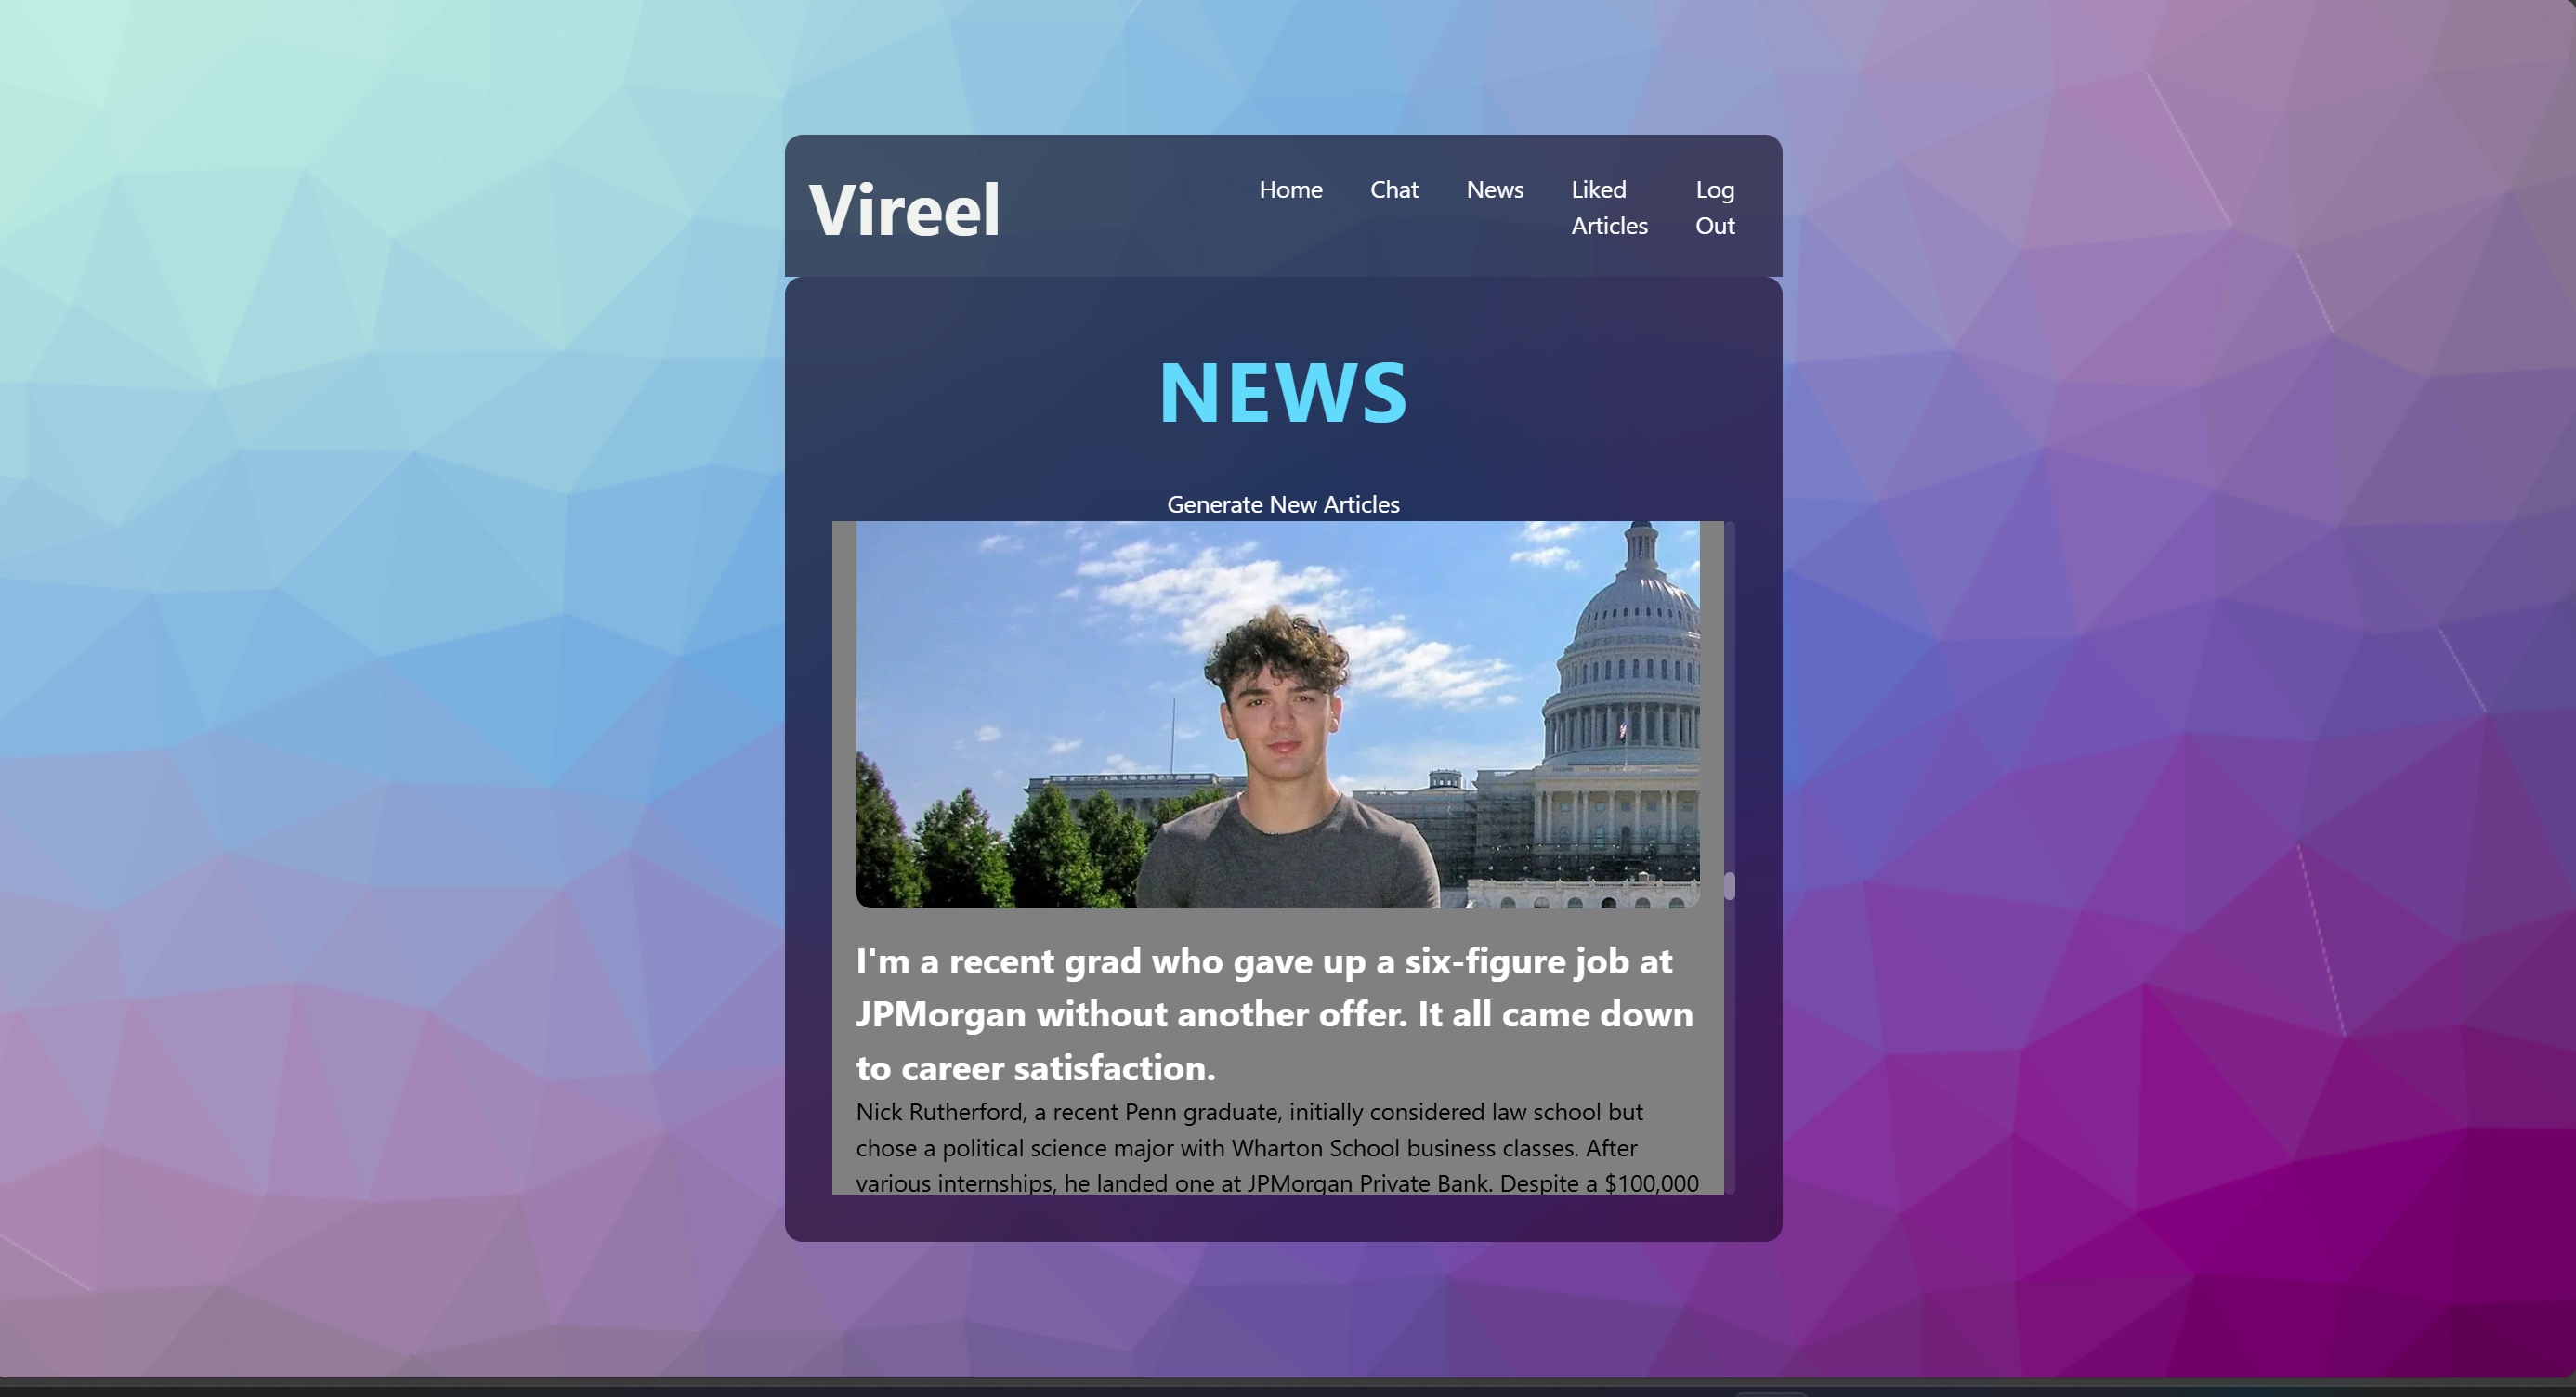 Vireel
Home Chat News Liked Articles Log Out
NEWS
Generate New Articles
I'm a recent grad who gave up a six-figure job at
JPMorgan without another offer. It all came down
to career satisfaction.
Nick Rutherford, a recent Penn graduate, initially considered law school but
chose a political science major with Wharton School business classes. After
various internships, he landed one at JPMorgan Private Bank. Despite a $100,000